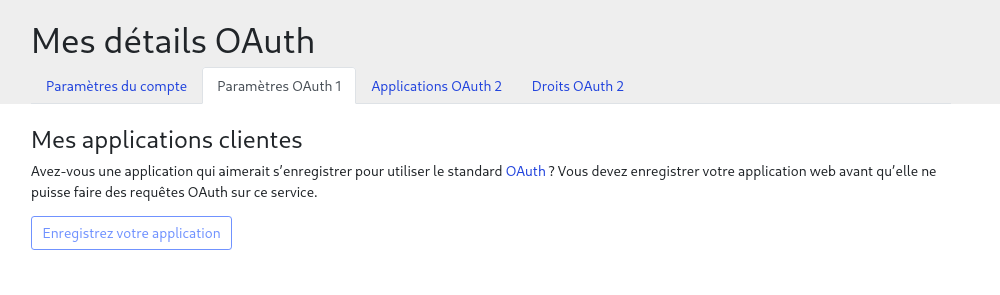 Mes détails OAuth
Paramètres du compte Paramètres OAuth 1 Applications OAuth 2 Droits OAuth 2
Mes applications clientes
Avez-vous une application qui aimerait s’enregistrer pour utiliser le standard OAuth ? Vous devez enregistrer votre application web avant qu’elle ne
puisse faire des requêtes OAuth sur ce service.
Enregistrez votre application